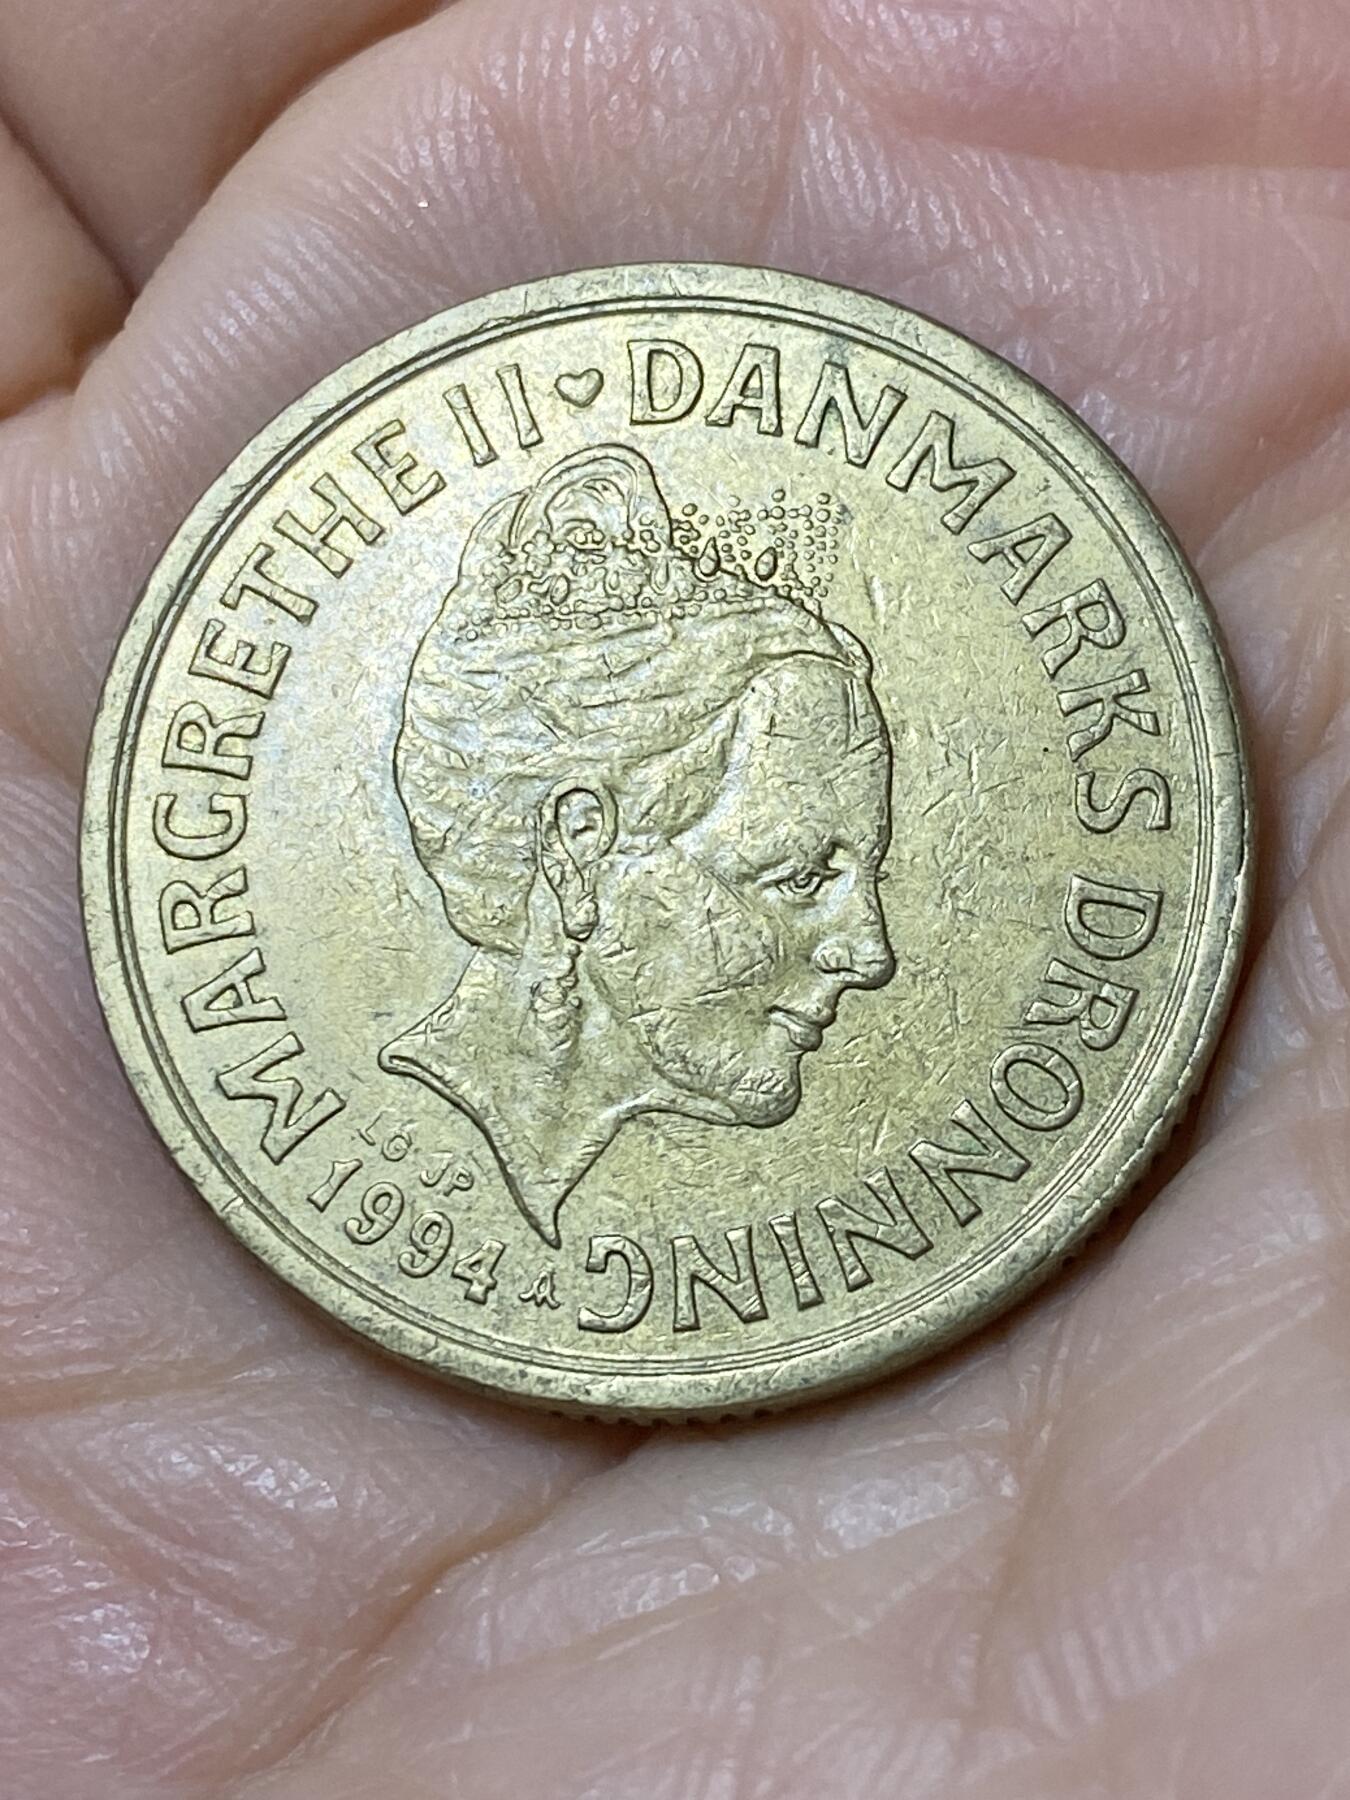 MARGRETHE II ♥ DANMARKS DRONNING
LG JP
1994